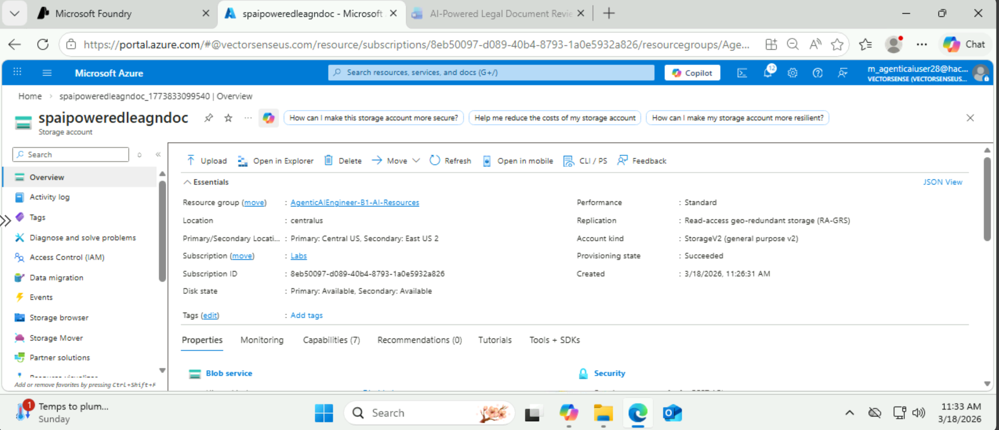 Microsoft Foundry
spaipoweredleagndoc - Microsoft
AI-Powered Legal Document Revie
https://portal.azure.com/#@vectorsenseus.com/resource/subscriptions/8eb50097-d089-40b4-8793-1a0e5932a826/resourcegroups/Age...
Chat
Microsoft Azure
Search resources, services, and docs (G+/)
Copilot
12
m_agenticaiuser28@hac...
VECTORSENSE (VECTORSENSEUS...
Home > spaipoweredleagndoc_1773833099540 | Overview
spaipoweredleagndoc
Storage account
How can I make this storage account more secure?
Help me reduce the costs of my storage account
How can I make my storage account more resilient?
Search
Overview
Activity log
Tags
Diagnose and solve problems
Access Control (IAM)
Data migration
Events
Storage browser
Storage Mover
Partner solutions
Add or remove favorites by pressing Ctrl+Shift+F
Upload
Open in Explorer
Delete
Move
Refresh
Open in mobile
CLI / PS
Feedback
Essentials
JSON View
Resource group (move) : AgenticAIEngineer-B1-AI-Resources
Location : centralus
Primary/Secondary Locati... : Primary: Central US, Secondary: East US 2
Subscription (move) : Labs
Subscription ID : 8eb50097-d089-40b4-8793-1a0e5932a826
Disk state : Primary: Available, Secondary: Available
Tags (edit) : Add tags
Performance : Standard
Replication : Read-access geo-redundant storage (RA-GRS)
Account kind : StorageV2 (general purpose v2)
Provisioning state : Succeeded
Created : 3/18/2026, 11:26:31 AM
Properties
Monitoring
Capabilities (7)
Recommendations (0)
Tutorials
Tools + SDKs
Blob service
Security
1
Temps to plum...
Sunday
Search
11:33 AM
3/18/2026